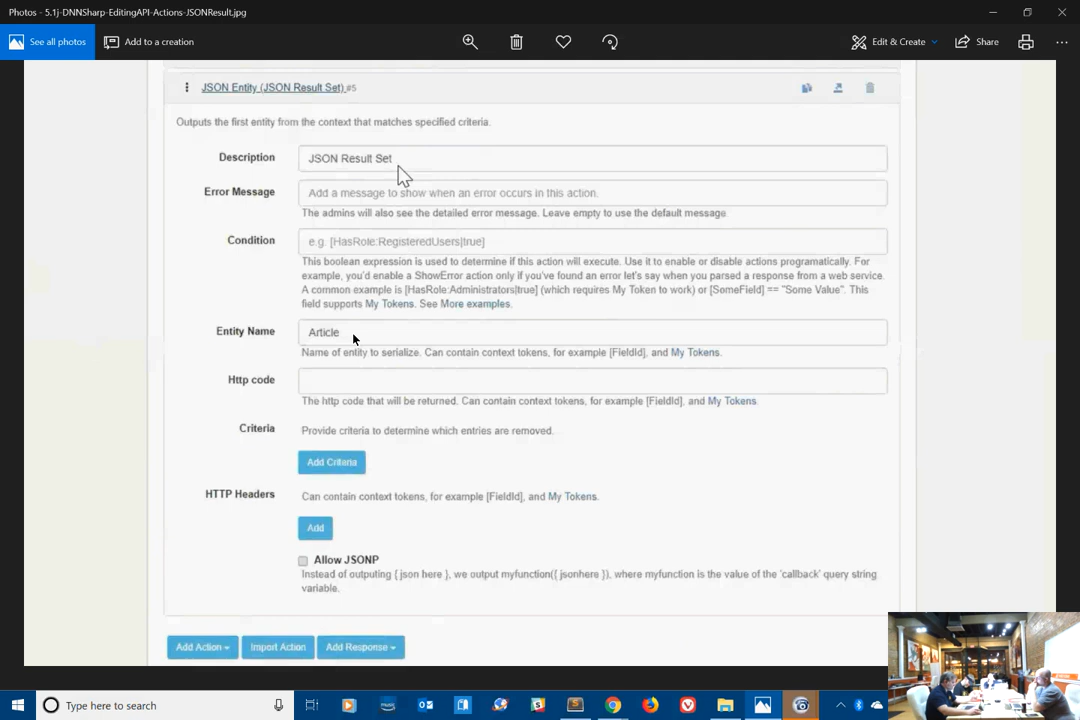 Photos - 5.1j-DNNSharp-EditingAPI-Actions-JSONResult.jpg
See all photos
Add to a creation
Edit & Create
Share
JSON Entity (JSON Result Set) #5
Outputs the first entity from the context that matches specified criteria.
Description
JSON Result Set
Error Message
Add a message to show when an error occurs in this action.
The admins will also see the detailed error message. Leave empty to use the default message
Condition
e.g. [HasRole:RegisteredUsers|true]
This boolean expression is used to determine if this action will execute. Use it to enable or disable actions programatically. For
example, you'd enable a ShowError action only if you've found an error let's say when you parsed a response from a web service.
A common example is [HasRole:Administrators|true] (which requires My Token to work) or [SomeField] == "Some Value". This
field supports My Tokens. See More examples.
Entity Name
Article
Name of entity to serialize. Can contain context tokens, for example [FieldId], and My Tokens.
Http code
The http code that will be returned. Can contain context tokens, for example [FieldId], and My Tokens
Criteria
Provide criteria to determine which entries are removed.
Add Criteria
HTTP Headers
Can contain context tokens, for example [FieldId], and My Tokens.
Add
Allow JSONP
Instead of outputing { json here }, we output myfunction({ jsonhere }), where myfunction is the value of the 'callback' query string
variable.
Add Action
Import Action
Add Response
Type here to search